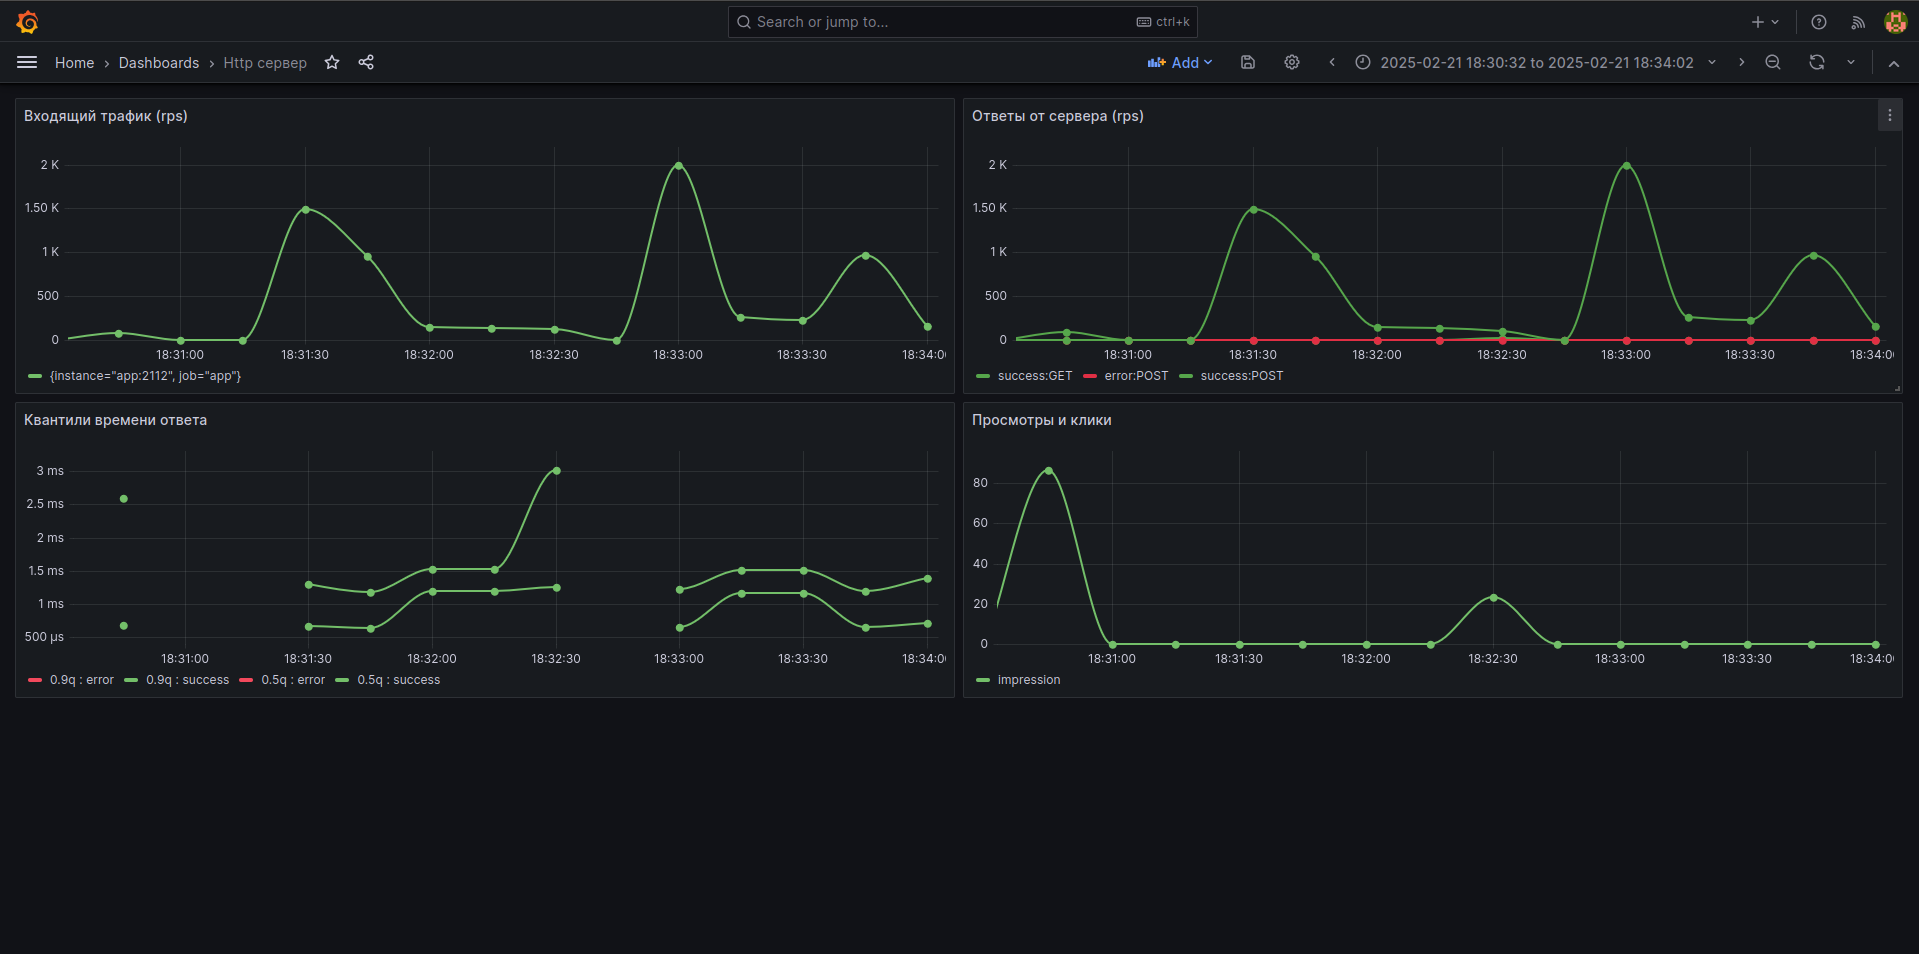 Search or jump to... ctrl+k
Home › Dashboards › Http сервер Add 2025-02-21 18:30:32 to 2025-02-21 18:34:02
Входящий трафик (rps)
2 K
1.50 K
1 K
500
0
18:31:00 18:31:30 18:32:00 18:32:30 18:33:00 18:33:30 18:34:0
{instance="app:2112", job="app"}
Ответы от сервера (rps)
2 K
1.50 K
1 K
500
0
18:31:00 18:31:30 18:32:00 18:32:30 18:33:00 18:33:30 18:34:0
success:GET error:POST success:POST
Квантили времени ответа
3 ms
2.5 ms
2 ms
1.5 ms
1 ms
500 µs
18:31:00 18:31:30 18:32:00 18:32:30 18:33:00 18:33:30 18:34:0
0.9q : error 0.9q : success 0.5q : error 0.5q : success
Просмотры и клики
80
60
40
20
0
18:31:00 18:31:30 18:32:00 18:32:30 18:33:00 18:33:30 18:34:0
impression